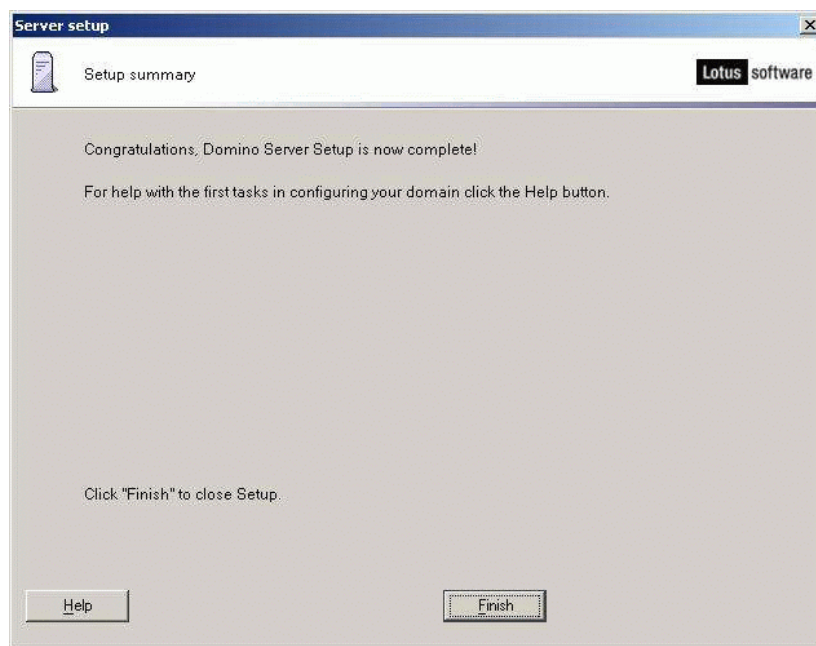 Server setup
Setup summary
Lotus software
Congratulations, Domino Server Setup is now complete!
For help with the first tasks in configuring your domain click the Help button.
Click "Finish" to close Setup.
Help
Finish